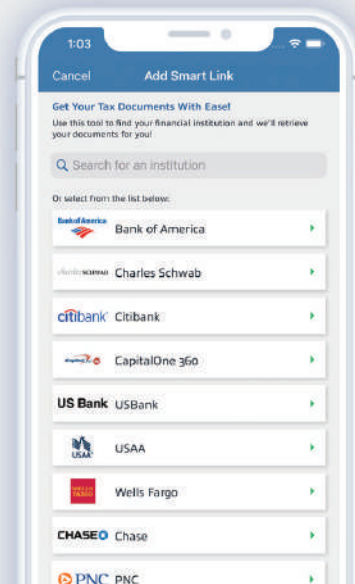 1:03
Cancel Add Smart Link
Get Your Tax Documents With Ease!
Use this tool to find your financial institution and we'll retrieve
your documents for you!
Search for an institution
Or select from the list below:
Bank of America Bank of America
charles SCHWAB Charles Schwab
citibank Citibank
Capital One 360 CapitalOne 360
US Bank USBank
USAA USAA
WELLS FARGO Wells Fargo
CHASE Chase
PNC PNC